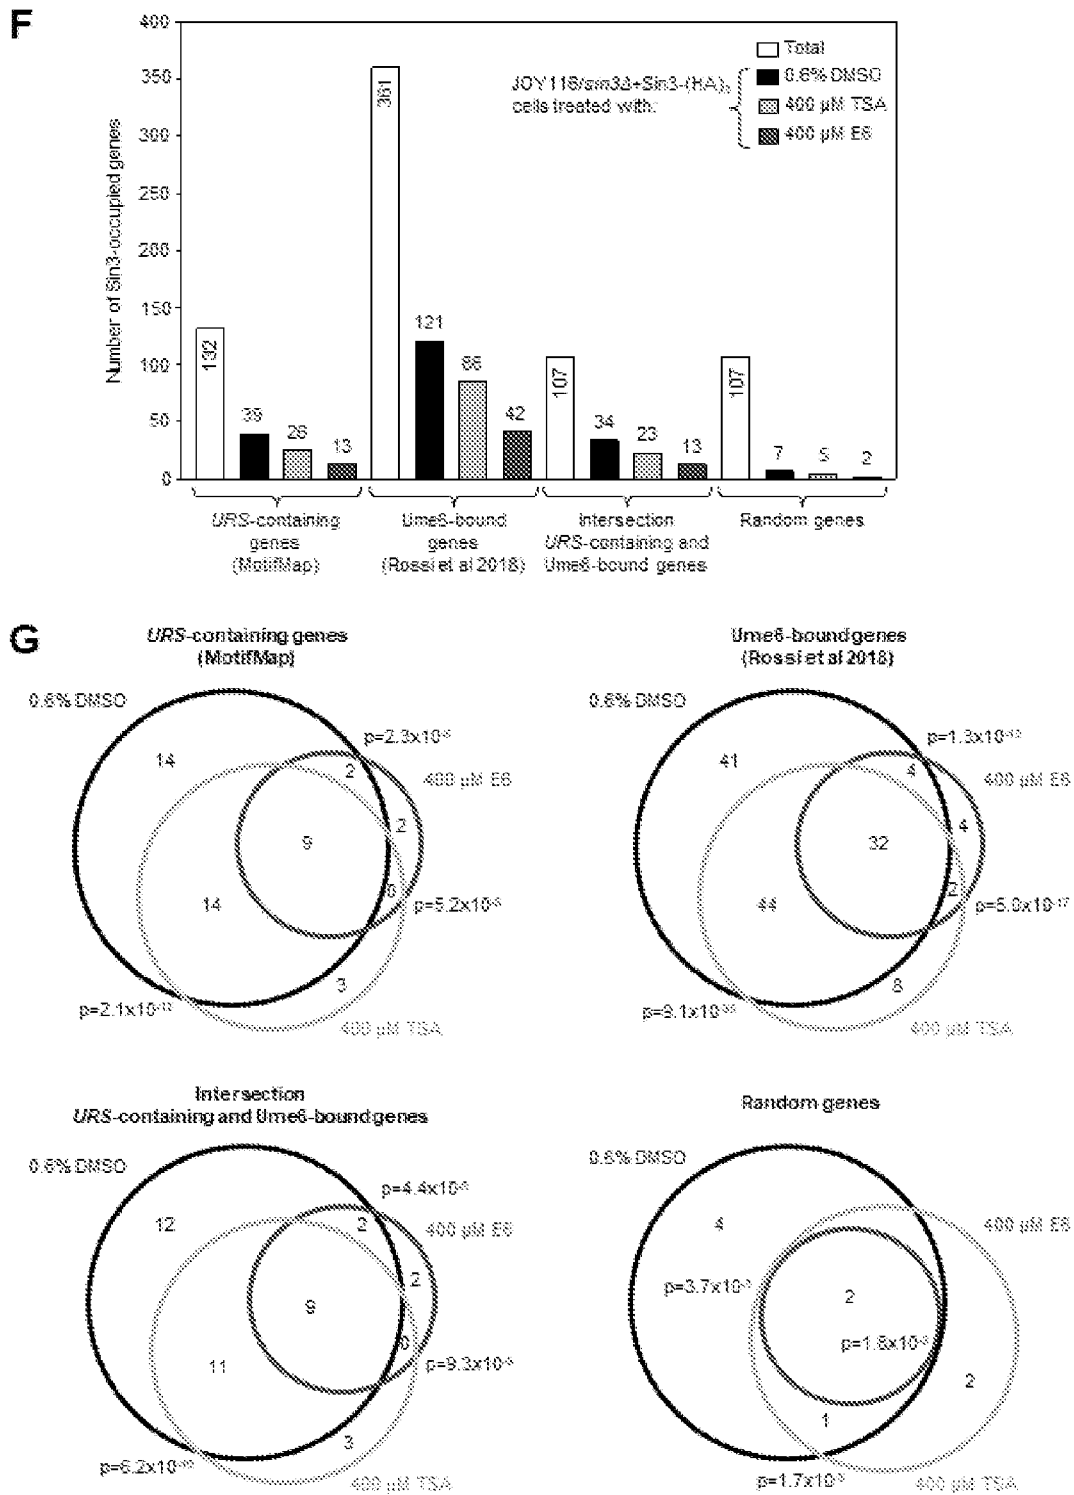 F
400
350
300
250
200
150
100
50
0
Number of Sin3-occupied genes
Total
JOY116/sin3Δ+Sin3-(HA)3
cells treated with:
0.6% DMSO
400 µM TSA
400 µM E6
132
39
26
13
361
121
86
42
107
34
23
13
107
7
5
2
URS-containing
genes
(MotifMap)
Ume6-bound
genes
(Rossi et al 2018)
Intersection
URS-containing and
Ume6-bound genes
Random genes
G
URS-containing genes
(MotifMap)
0.6% DMSO
14
2
400 µM E6
2
9
0
14
3
400 µM TSA
Ume6-bound genes
(Rossi et al 2018)
0.6% DMSO
41
4
400 µM E6
4
32
2
44
8
400 µM TSA
Intersection
URS-containing and Ume6-bound genes
0.6% DMSO
12
2
400 µM E6
2
9
0
11
3
400 µM TSA
Random genes
0.6% DMSO
4
400 µM E6
2
2
1
400 µM TSA